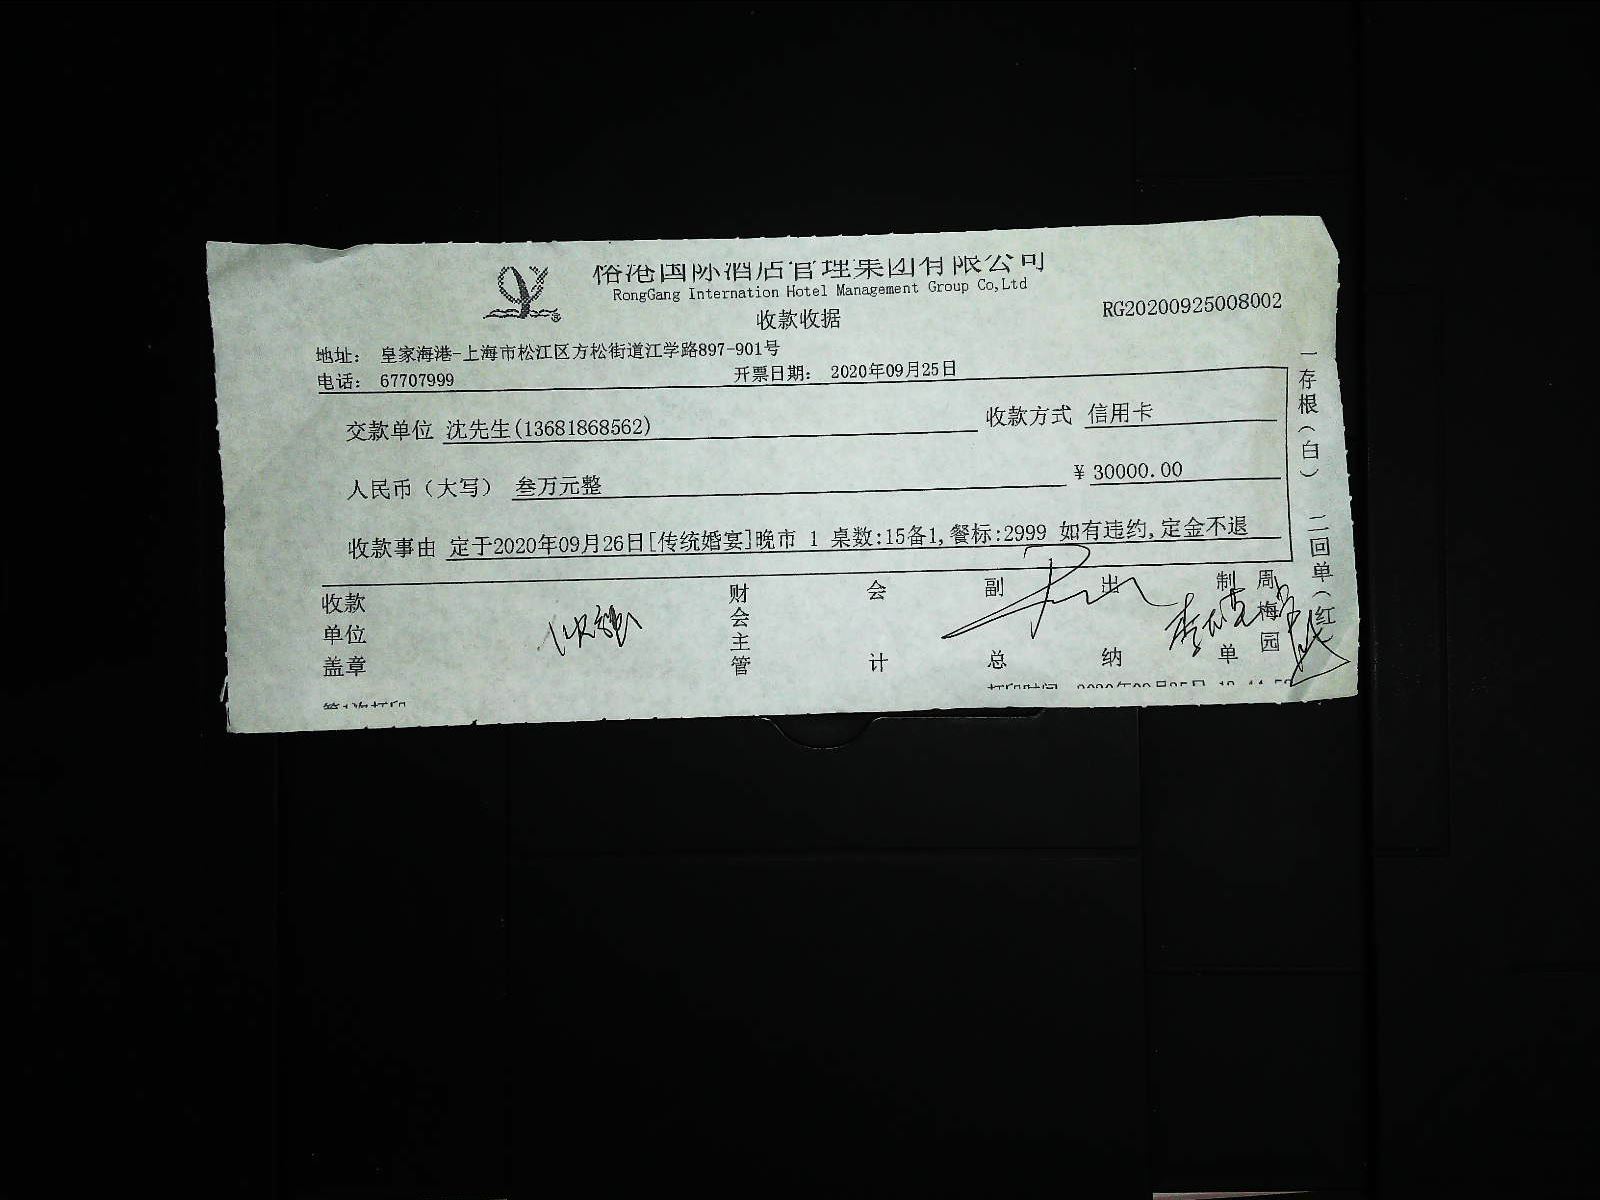 国际酒店管理集团有限公司
RongGang Internation Hotel Management Group Co,Ltd
收款收据
RG20200925008002
地址： 皇家海港-上海市松江区方松街道江学路897-901号
电话： 67707999 开票日期： 2020年09月25日
交款单位 沈先生(13681868562) 收款方式 信用卡
人民币（大写） 叁万元整 ¥ 30000.00
收款事由 定于2020年09月26日[传统婚宴]晚市 1 桌数:15备1,餐标:2999 如有违约,定金不退
收款单位盖章
财会主管
会计
副总
出纳
制单
周梅园
一存根（白） 二回单（红）